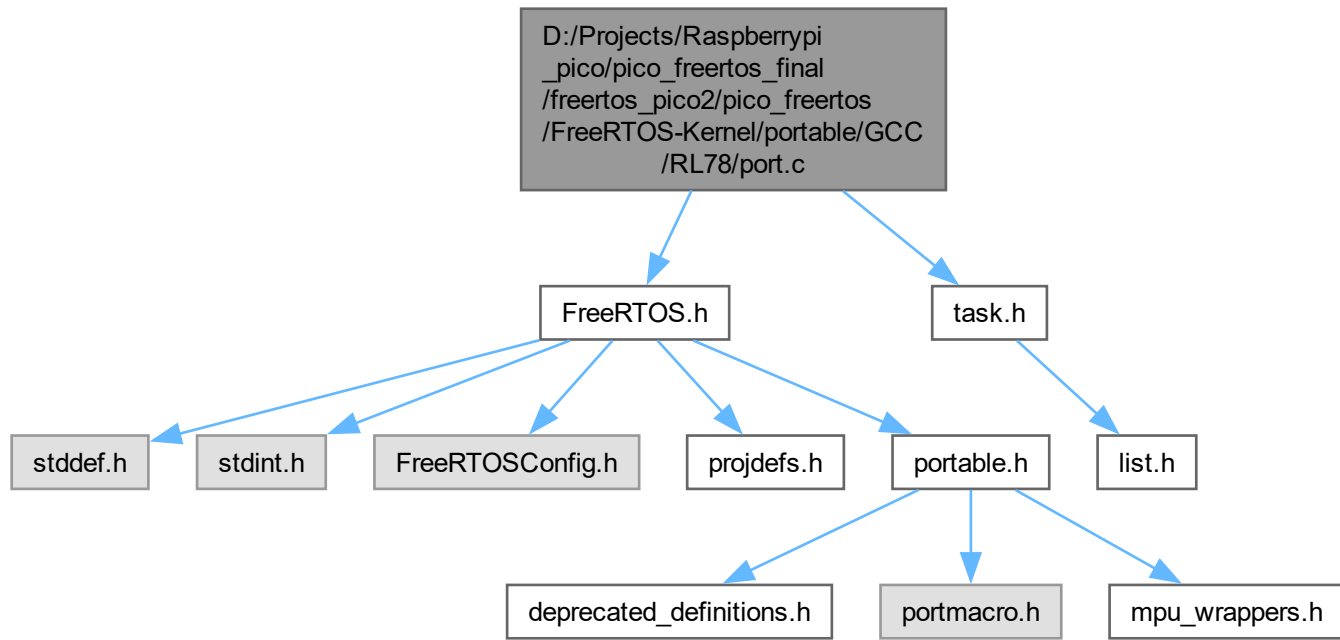 D:/Projects/Raspberrypi
_pico/pico_freertos_final
/freertos_pico2/pico_freertos
/FreeRTOS-Kernel/portable/GCC
/RL78/port.c
FreeRTOS.h
task.h
stddef.h
stdint.h
FreeRTOSConfig.h
projdefs.h
portable.h
list.h
deprecated_definitions.h
portmacro.h
mpu_wrappers.h